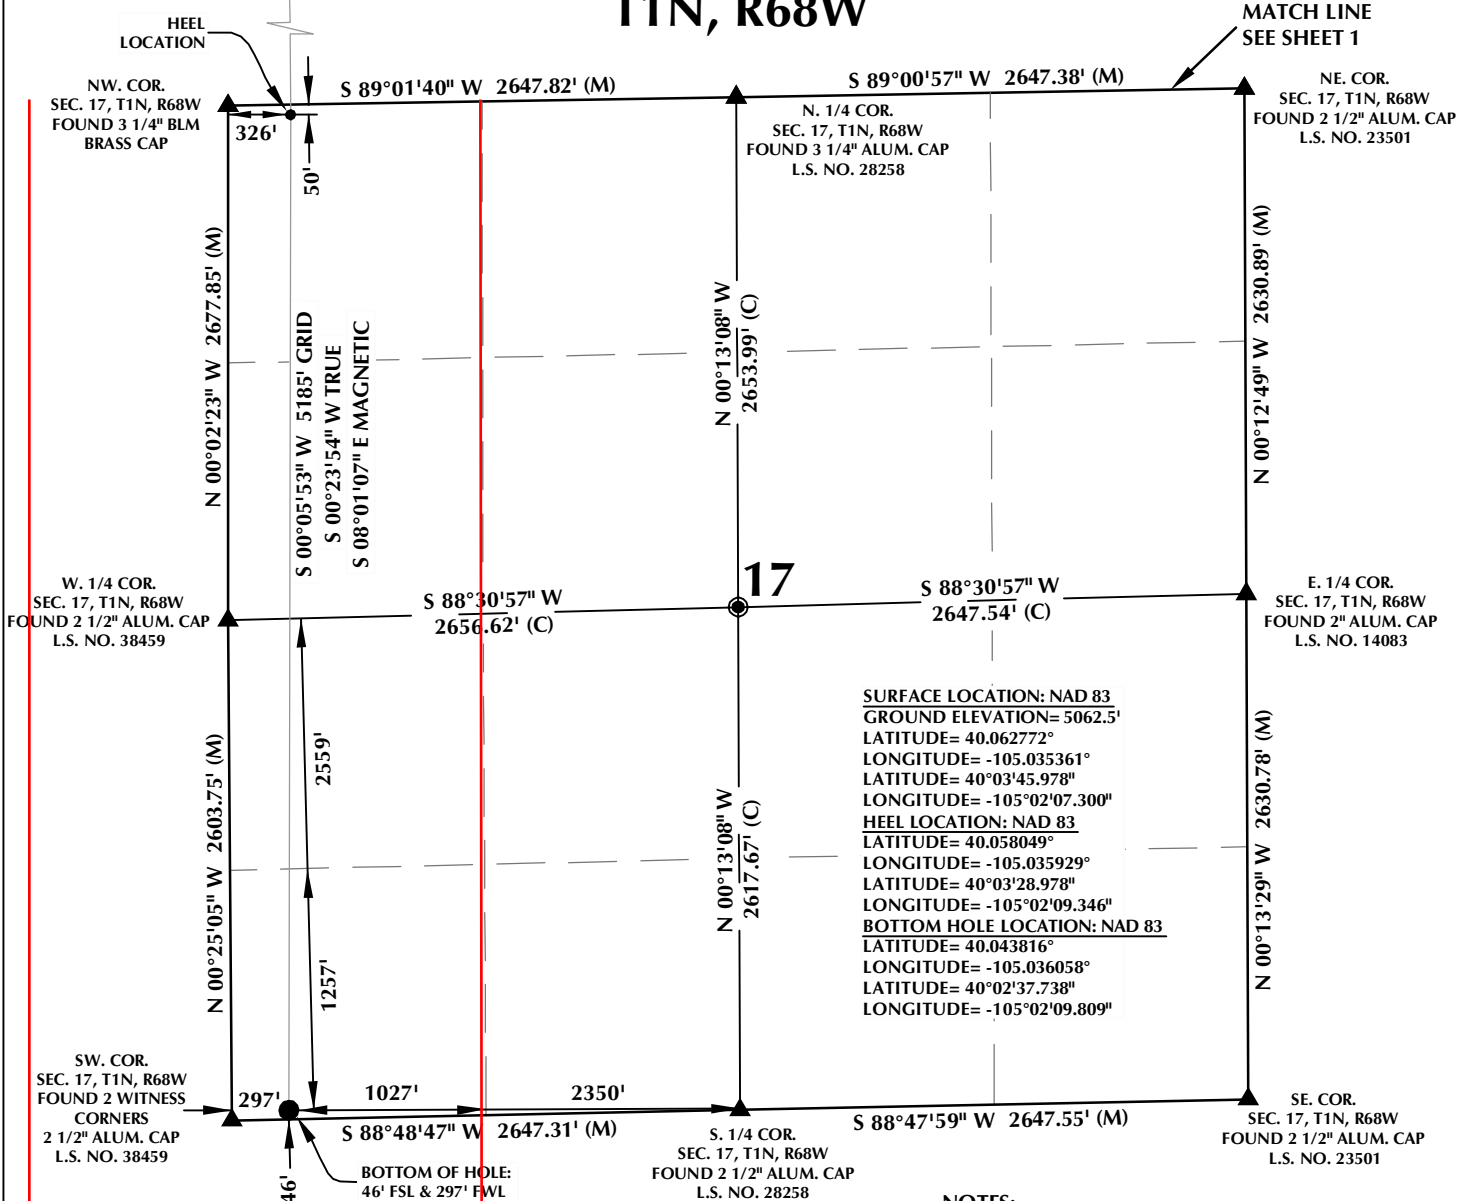 T1N, R68W
MATCH LINE
SEE SHEET 1
HEEL
LOCATION
NW. COR.
SEC. 17, T1N, R68W
FOUND 3 1/4" BLM
BRASS CAP
S 89°01'40" W 2647.82' (M)
S 89°00'57" W 2647.38' (M)
NE. COR.
SEC. 17, T1N, R68W
FOUND 2 1/2" ALUM. CAP
L.S. NO. 23501
N. 1/4 COR.
SEC. 17, T1N, R68W
FOUND 3 1/4" ALUM. CAP
L.S. NO. 28258
326'
50'
N 00°02'23" W 2677.85' (M)
S 00°05'53" W 5185' GRID
S 00°23'54" W TRUE
S 08°01'07" E MAGNETIC
N 00°13'08" W
2653.99' (C)
N 00°12'49" W 2630.89' (M)
W. 1/4 COR.
SEC. 17, T1N, R68W
FOUND 2 1/2" ALUM. CAP
L.S. NO. 38459
S 88°30'57" W
2656.62' (C)
17
S 88°30'57" W
2647.54' (C)
E. 1/4 COR.
SEC. 17, T1N, R68W
FOUND 2" ALUM. CAP
L.S. NO. 14083
N 00°25'05" W 2603.75' (M)
2559'
1257'
N 00°13'08" W
2617.67' (C)
SURFACE LOCATION: NAD 83
GROUND ELEVATION= 5062.5'
LATITUDE= 40.062772°
LONGITUDE= -105.035361°
LATITUDE= 40°03'45.978"
LONGITUDE= -105°02'07.300"
HEEL LOCATION: NAD 83
LATITUDE= 40.058049°
LONGITUDE= -105.035929°
LATITUDE= 40°03'28.978"
LONGITUDE= -105°02'09.346"
BOTTOM HOLE LOCATION: NAD 83
LATITUDE= 40.043816°
LONGITUDE= -105.036058°
LATITUDE= 40°02'37.738"
LONGITUDE= -105°02'09.809"
N 00°13'29" W 2630.78' (M)
SW. COR.
SEC. 17, T1N, R68W
FOUND 2 WITNESS
CORNERS
2 1/2" ALUM. CAP
L.S. NO. 38459
297'
1027'
2350'
S 88°48'47" W 2647.31' (M)
S 88°47'59" W 2647.55' (M)
S. 1/4 COR.
SEC. 17, T1N, R68W
FOUND 2 1/2" ALUM. CAP
L.S. NO. 28258
SE. COR.
SEC. 17, T1N, R68W
FOUND 2 1/2" ALUM. CAP
L.S. NO. 23501
46'
BOTTOM OF HOLE:
46' FSL & 297' FWL
NOTES: